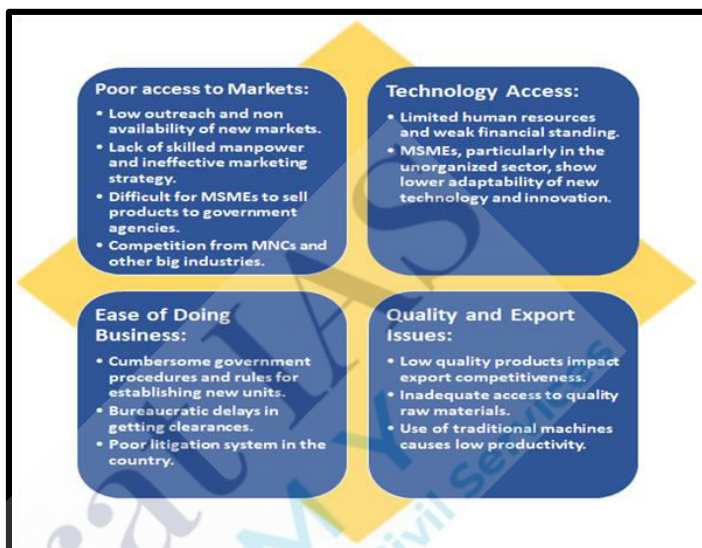 Poor access to Markets:
• Low outreach and non
availability of new markets.
• Lack of skilled manpower
and ineffective marketing
strategy.
• Difficult for MSMEs to sell
products to government
agencies.
• Competition from MNCs and
other big industries.
Technology Access:
• Limited human resources
and weak financial standing.
• MSMEs, particularly in the
unorganized sector, show
lower adaptability of new
technology and innovation.
Ease of Doing
Business:
• Cumbersome government
procedures and rules for
establishing new units.
• Bureaucratic delays in
getting clearances.
• Poor litigation system in the
country.
Quality and Export
Issues:
• Low quality products impact
export competitiveness.
• Inadequate access to quality
raw materials.
• Use of traditional machines
causes low productivity.
IAS
Civil Services